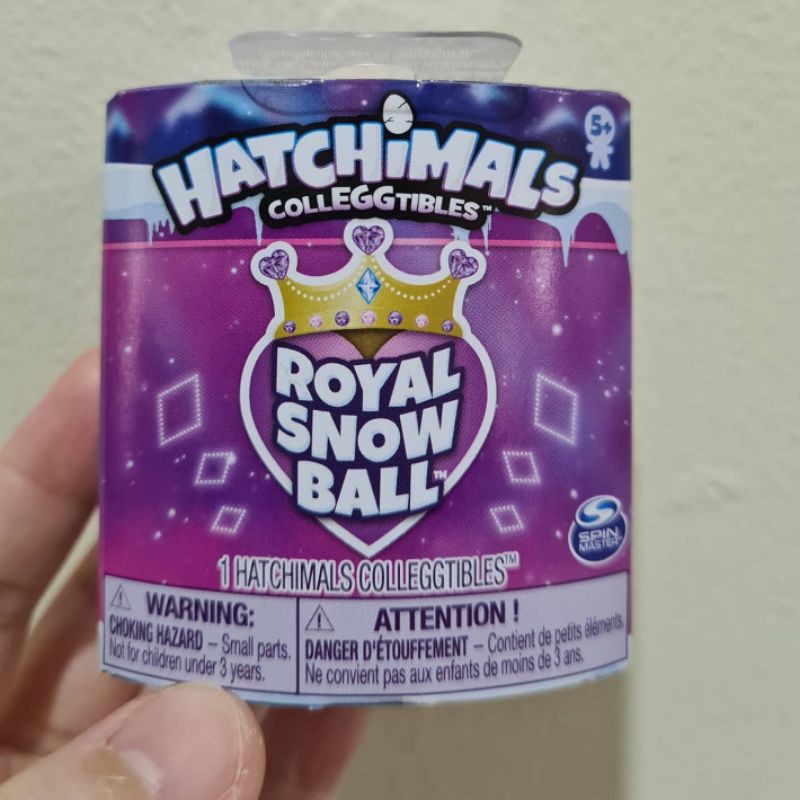 HATCHiMALS
COLLEGGTIBLES™
5+
ROYAL
SNOW
BALL™
SPIN
MASTER
1 HATCHIMALS COLLEGGTIBLES™
WARNING:
CHOKING HAZARD – Small parts.
Not for children under 3 years.
ATTENTION !
DANGER D'ÉTOUFFEMENT – Contient de petits éléments.
Ne convient pas aux enfants de moins de 3 ans.